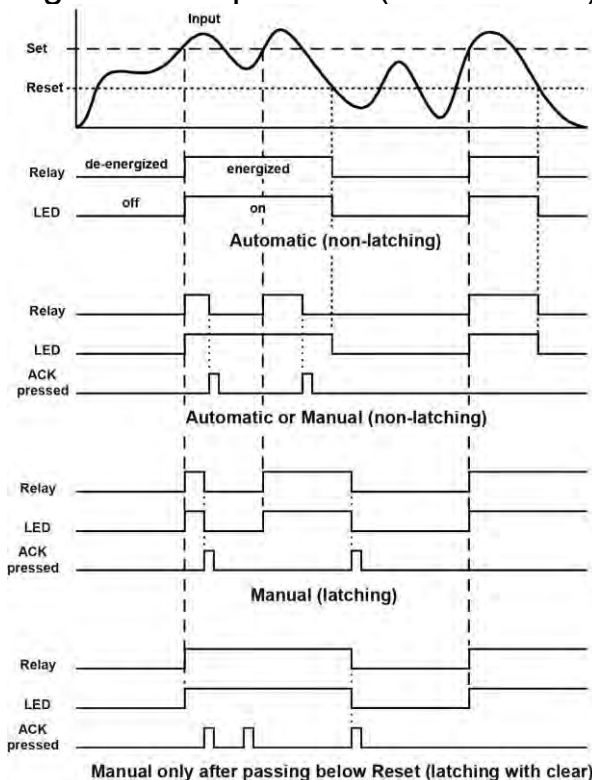 Input
Set
Reset
de-energized
energized
Relay
off
on
LED
Automatic (non-latching)
Relay
LED
ACK
pressed
Automatic or Manual (non-latching)
Relay
LED
ACK
pressed
Manual (latching)
Relay
LED
ACK
pressed
Manual only after passing below Reset (latching with clear)